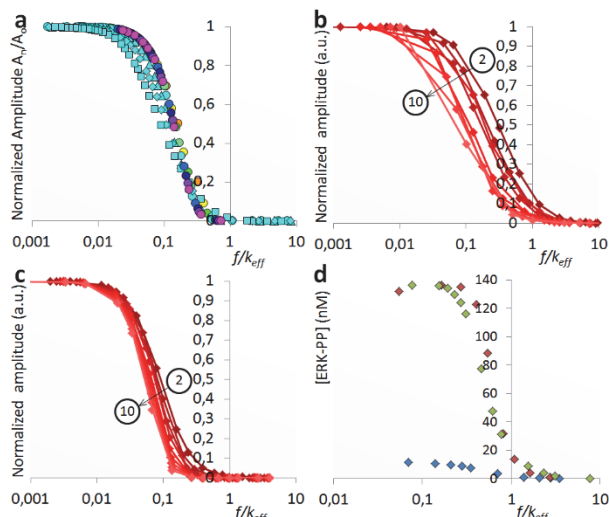 a
Normalized Amplitude Aₙ/A₀
1
0,8
0,6
0,4
0,2
0
0,001 0,01 0,1 1 10
f/k_eff
b
Normalized amplitude (a.u.)
1
0,9
0,8
0,7
0,6
0,5
0,4
0,3
0,2
0,1
0
2
10
0,001 0,01 0,1 1 10
f/k_eff
c
Normalized amplitude (a.u.)
1
0,9
0,8
0,7
0,6
0,5
0,4
0,3
0,2
0,1
0
2
10
0,001 0,01 0,1 1 10
f/k_eff
d
[ERK-PP] (nM)
140
120
100
80
60
40
20
0
0,1 1 10
f/k_eff